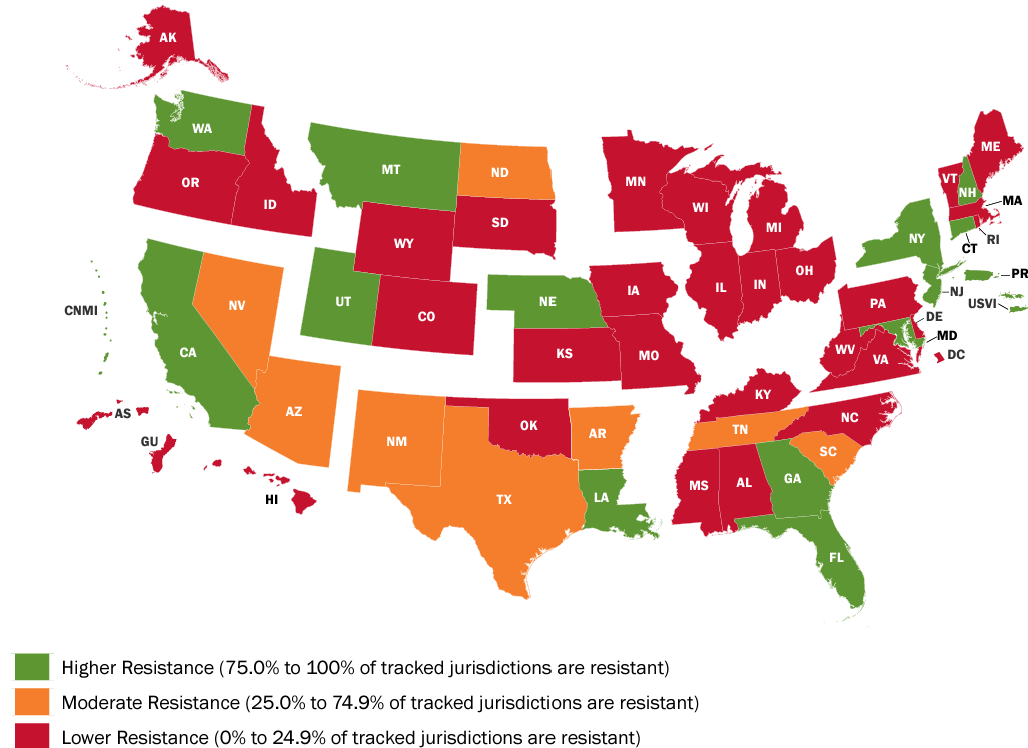 AK
WA
MT
ND
MN
ME
VT
NH
MA
OR
ID
SD
WI
MI
NY
CT
RI
WY
PR
NV
UT
NE
IA
IL
IN
OH
PA
NJ
USVI
CNMI
CO
DE
MD
CA
KS
MO
WV
VA
DC
KY
AS
AZ
NM
OK
AR
TN
NC
GU
SC
HI
TX
LA
MS
AL
GA
FL
Higher Resistance (75.0% to 100% of tracked jurisdictions are resistant)
Moderate Resistance (25.0% to 74.9% of tracked jurisdictions are resistant)
Lower Resistance (0% to 24.9% of tracked jurisdictions are resistant)